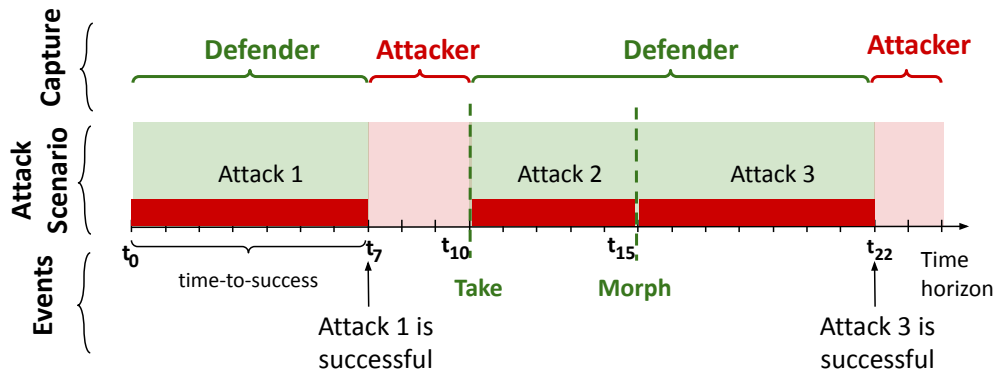 Capture
Defender
Attacker
Defender
Attacker
Attack
Scenario
Attack 1
Attack 2
Attack 3
Events
t0
t7
t10
t15
t22
time-to-success
Take
Morph
Time
horizon
Attack 1 is
successful
Attack 3 is
successful